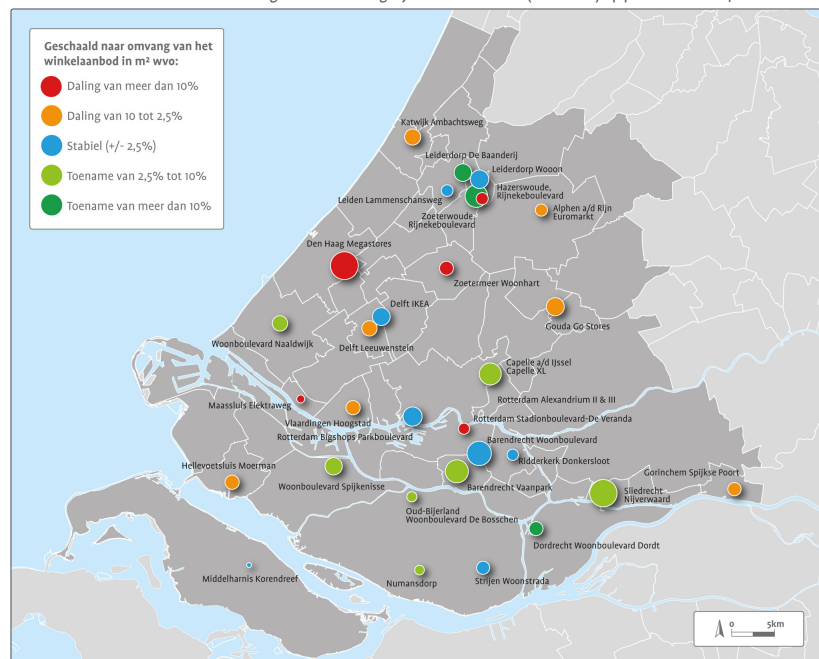 Geschaald naar omvang van het
winkelaanbod in m² wvo:
Daling van meer dan 10%
Daling van 10 tot 2,5%
Stabiel (+/- 2,5%)
Toename van 2,5% tot 10%
Toename van meer dan 10%
Katwijk Ambachtsweg
Leiderdorp De Baanderij
Leiderdorp Wooon
Leiden Lammenschansweg
Hazerswoude,
Rijnekeboulevard
Zoeterwoude,
Rijnekeboulevard
Alphen a/d Rijn
Euromarkt
Den Haag Megastores
Zoetermeer Woonhart
Delft IKEA
Gouda Go Stores
Woonboulevard Naaldwijk
Delft Leeuwenstein
Capelle a/d IJssel
Capelle XL
Rotterdam Alexandrium II & III
Maassluis Elektraweg
Vlaardingen Hoogstad
Rotterdam Stadionboulevard-De Veranda
Rotterdam Bigshops Parkboulevard
Barendrecht Woonboulevard
Ridderkerk Donkersloot
Hellevoetsluis Moerman
Gorinchem Spijkse Poort
Woonboulevard Spijkenisse
Barendrecht Vaanpark
Sliedrecht
Nijverwaard
Oud-Bijerland
Woonboulevard De Bosschen
Dordrecht Woonboulevard Dordt
Middelharnis Korendreef
Numansdorp
Strijen Woonstrada
0 5km